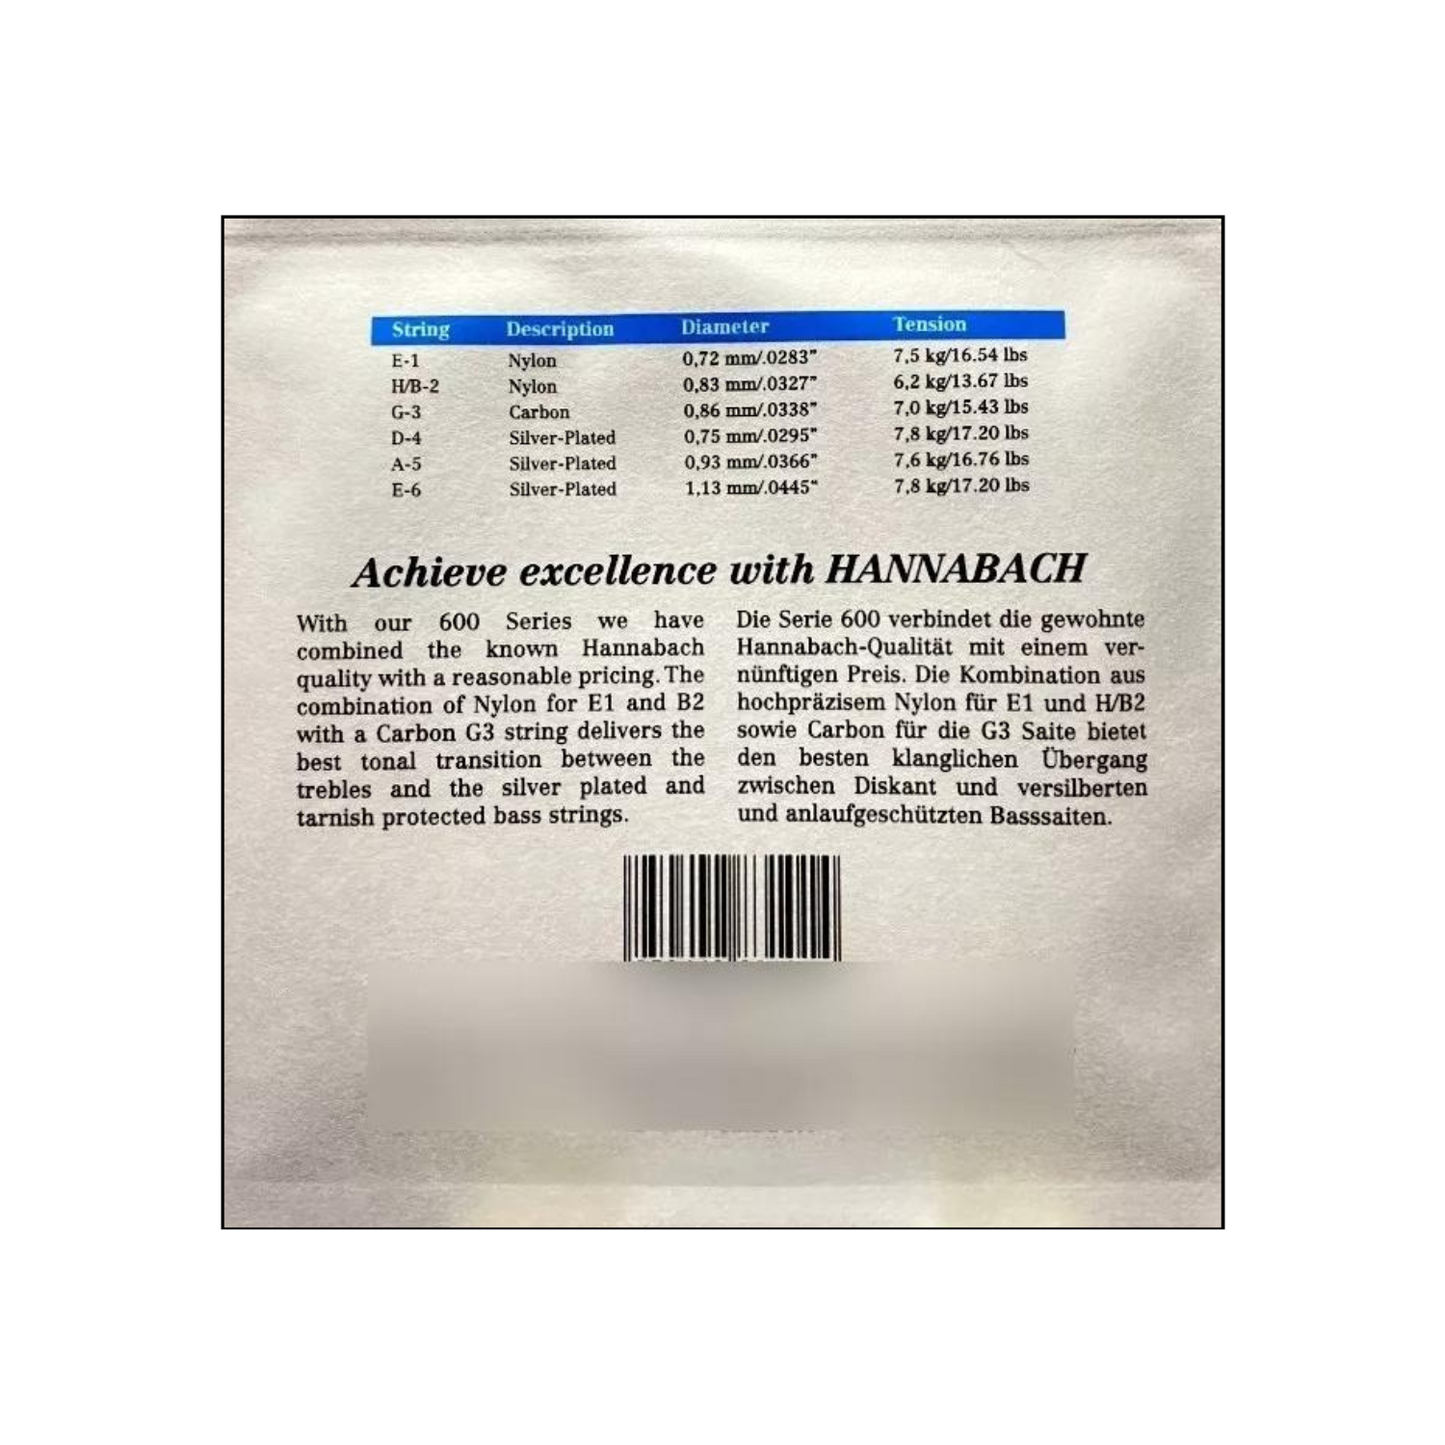 String Description Diameter Tension
E-1 Nylon 0,72 mm/.0283" 7,5 kg/16.54 lbs
H/B-2 Nylon 0,83 mm/.0327" 6,2 kg/13.67 lbs
G-3 Carbon 0,86 mm/.0338" 7,0 kg/15.43 lbs
D-4 Silver-Plated 0,75 mm/.0295" 7,8 kg/17.20 lbs
A-5 Silver-Plated 0,93 mm/.0366" 7,6 kg/16.76 lbs
E-6 Silver-Plated 1,13 mm/.0445" 7,8 kg/17.20 lbs
Achieve excellence with HANNABACH
With our 600 Series we have
combined the known Hannabach
quality with a reasonable pricing. The
combination of Nylon for E1 and B2
with a Carbon G3 string delivers the
best tonal transition between the
trebles and the silver plated and
tarnish protected bass strings.
Die Serie 600 verbindet die gewohnte
Hannabach-Qualität mit einem ver-
nünftigen Preis. Die Kombination aus
hochpräzisem Nylon für E1 und H/B2
sowie Carbon für die G3 Saite bietet
den besten klanglichen Übergang
zwischen Diskant und versilberten
und anlaufgeschützten Basssaiten.